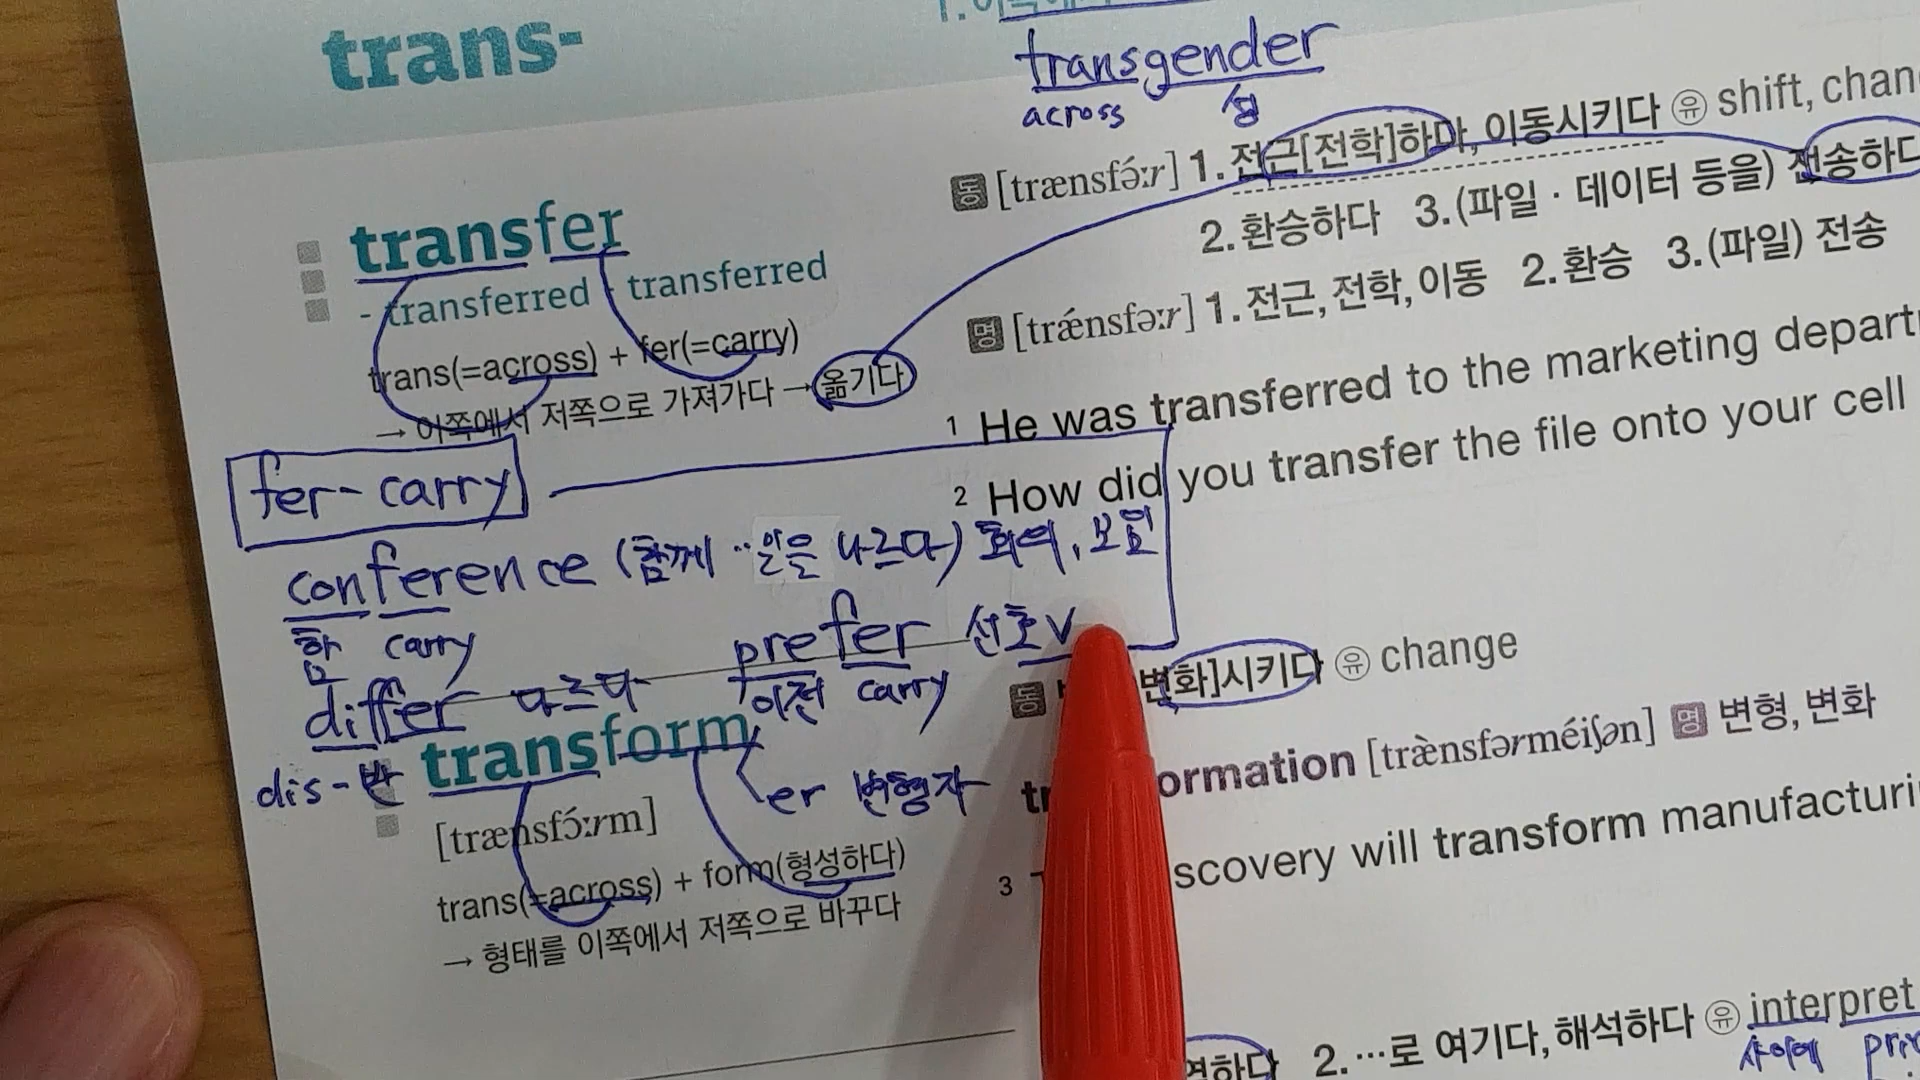 trans-
transgender
across 성
transfer
- transferred - transferred
trans(=across) + fer(=carry)
→ 이쪽에서 저쪽으로 가져가다 → 옮기다
동 [trænsfə́ːr] 1. 전근[전학]하다, 이동시키다 유 shift,
2. 환승하다 3. (파일 · 데이터 등을) 전송하다
명 [trǽnsfəːr] 1. 전근, 전학, 이동 2. 환승 3. (파일) 전송
1 He was transferred to the marketing
2 How did you transfer the file onto your cell
fer-carry
conference (함께 ‥ 말을 나르다) 회의,
함 carry
prefer 선호v
이전 carry
differ 다르다
dis-반
transform
er 변형자
[trænsfɔ́ːrm]
trans(=across) + form(형성하다)
→ 형태를 이쪽에서 저쪽으로 바꾸다
동 변화]시키다 유 change
ormation [træ̀nsfərméiʃən] 명 변형, 변화
3 scovery will transform
2. …로 여기다, 해석하다 유 interpret
사이에